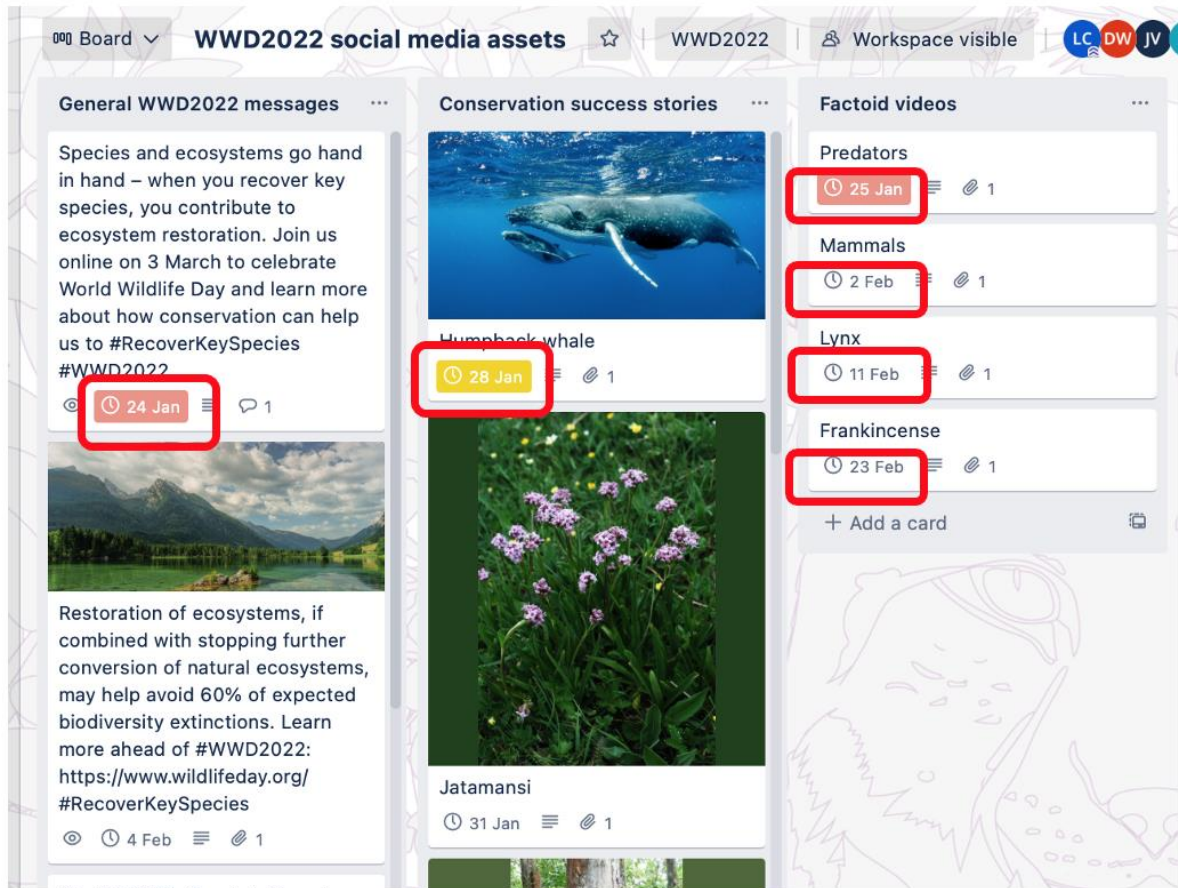 Board
WWD2022 social media assets
WWD2022
Workspace visible
LC DW JV
General WWD2022 messages
Species and ecosystems go hand
in hand – when you recover key
species, you contribute to
ecosystem restoration. Join us
online on 3 March to celebrate
World Wildlife Day and learn more
about how conservation can help
us to #RecoverKeySpecies
#WWD2022
24 Jan 1
Restoration of ecosystems, if
combined with stopping further
conversion of natural ecosystems,
may help avoid 60% of expected
biodiversity extinctions. Learn
more ahead of #WWD2022:
https://www.wildlifeday.org/
#RecoverKeySpecies
4 Feb 1
Conservation success stories
Humpback whale
28 Jan 1
Jatamansi
31 Jan 1
Factoid videos
Predators
25 Jan 1
Mammals
2 Feb 1
Lynx
11 Feb 1
Frankincense
23 Feb 1
+ Add a card